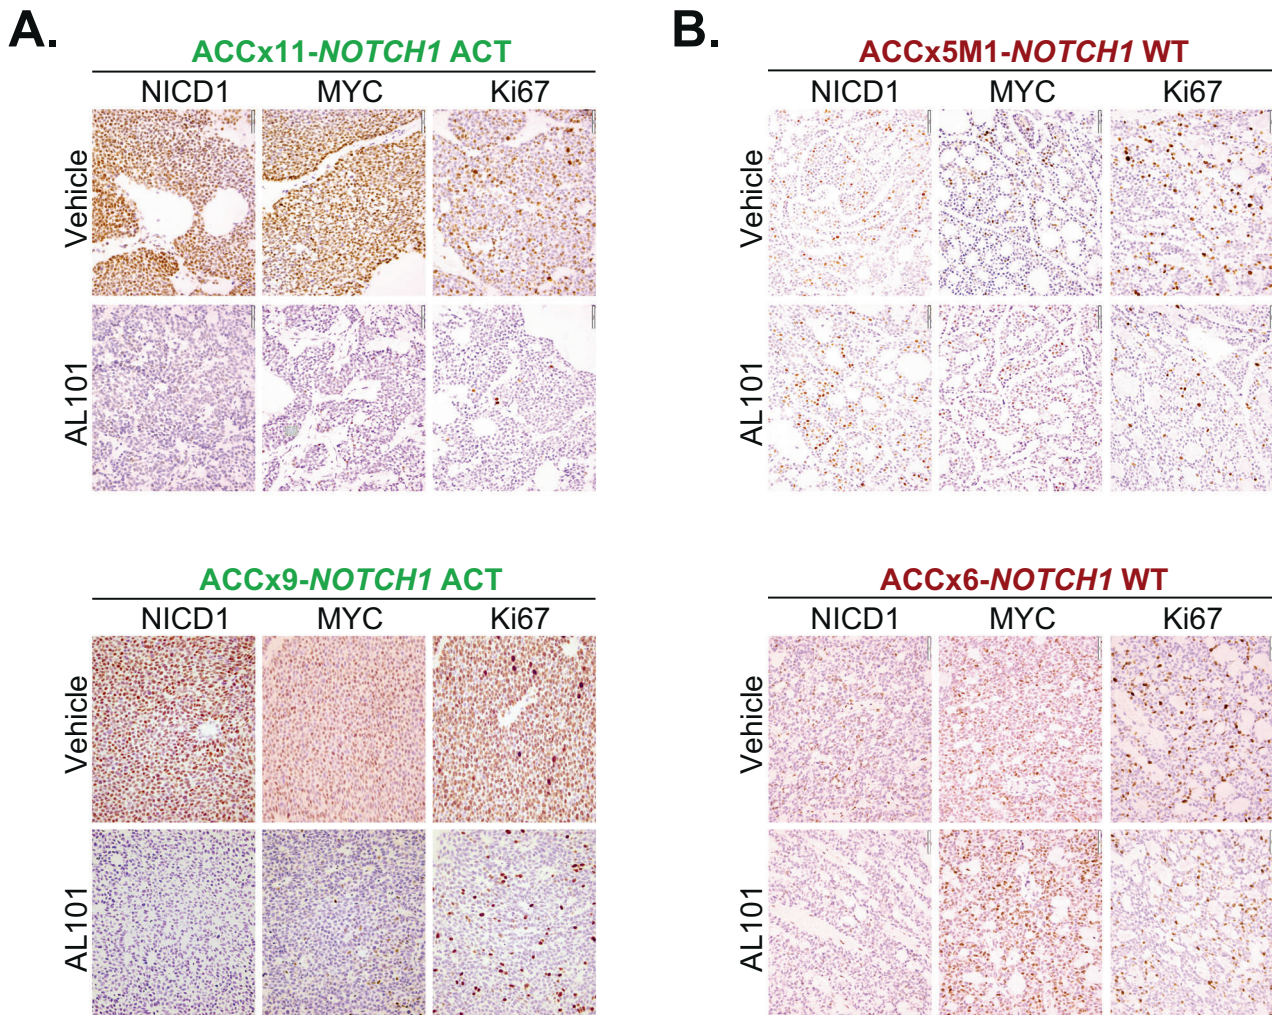 A.
ACCx11-NOTCH1 ACT
NICD1 MYC Ki67
Vehicle
AL101
ACCx9-NOTCH1 ACT
NICD1 MYC Ki67
Vehicle
AL101
B.
ACCx5M1-NOTCH1 WT
NICD1 MYC Ki67
Vehicle
AL101
ACCx6-NOTCH1 WT
NICD1 MYC Ki67
Vehicle
AL101